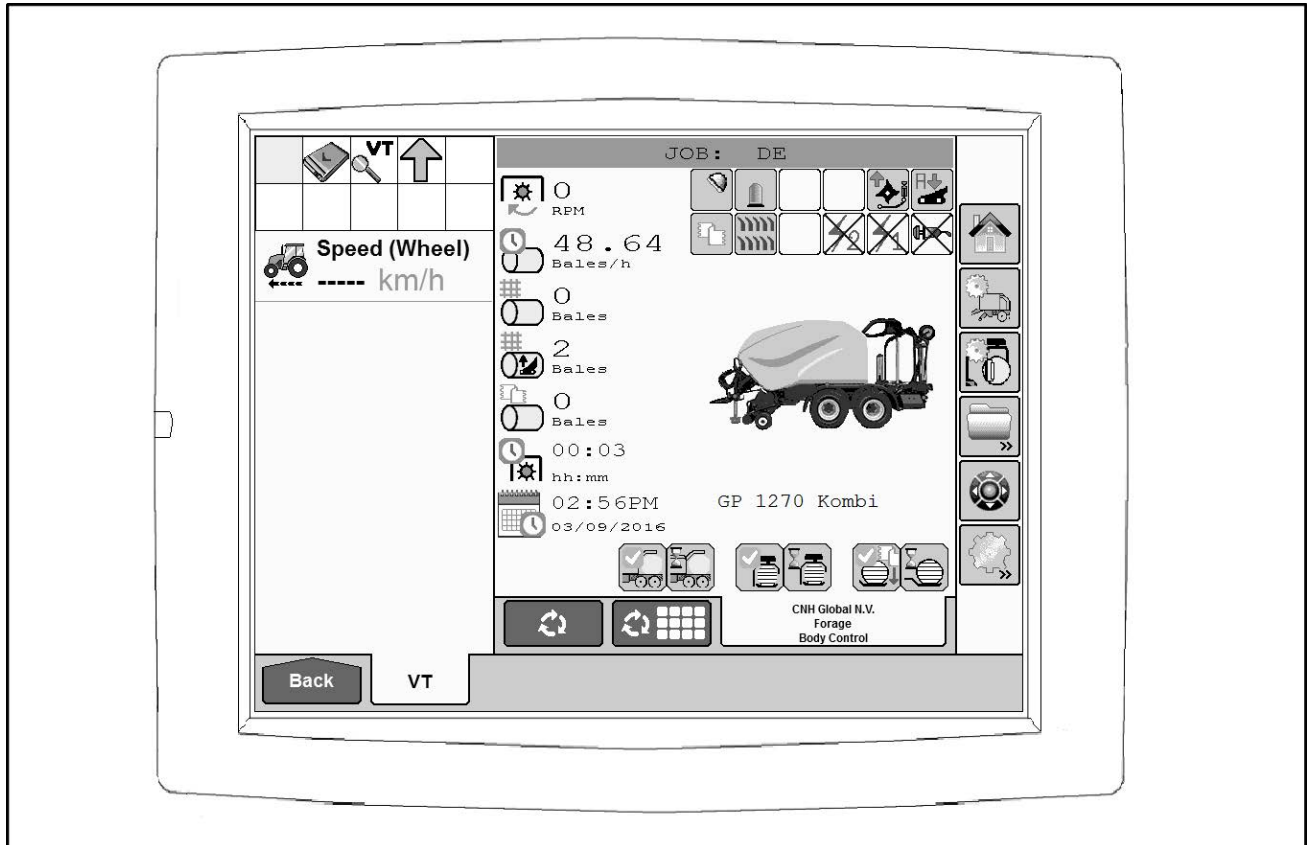 VT
L
JOB: DE
0
RPM
48.64
Bales/h
0
Bales
2
Bales
0
Bales
00:03
hh:mm
02:56PM
03/09/2016
A
2
1
Speed (Wheel)
----- km/h
GP 1270 Kombi
»
»
CNH Global N.V.
Forage
Body Control
Back
VT